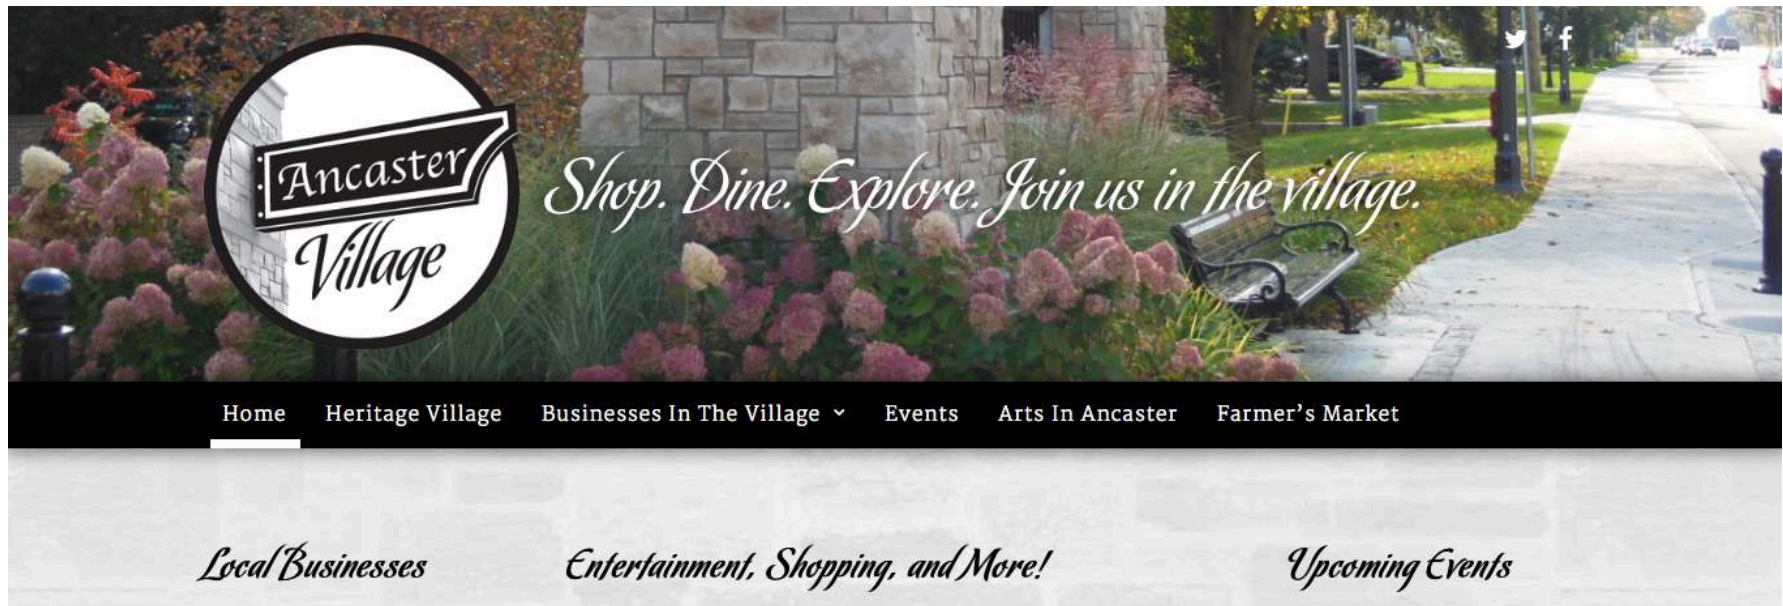 Ancaster
Village
Shop. Dine. Explore. Join us in the village.
Home Heritage Village Businesses In The Village Events Arts In Ancaster Farmer’s Market
Local Businesses Entertainment, Shopping, and More! Upcoming Events